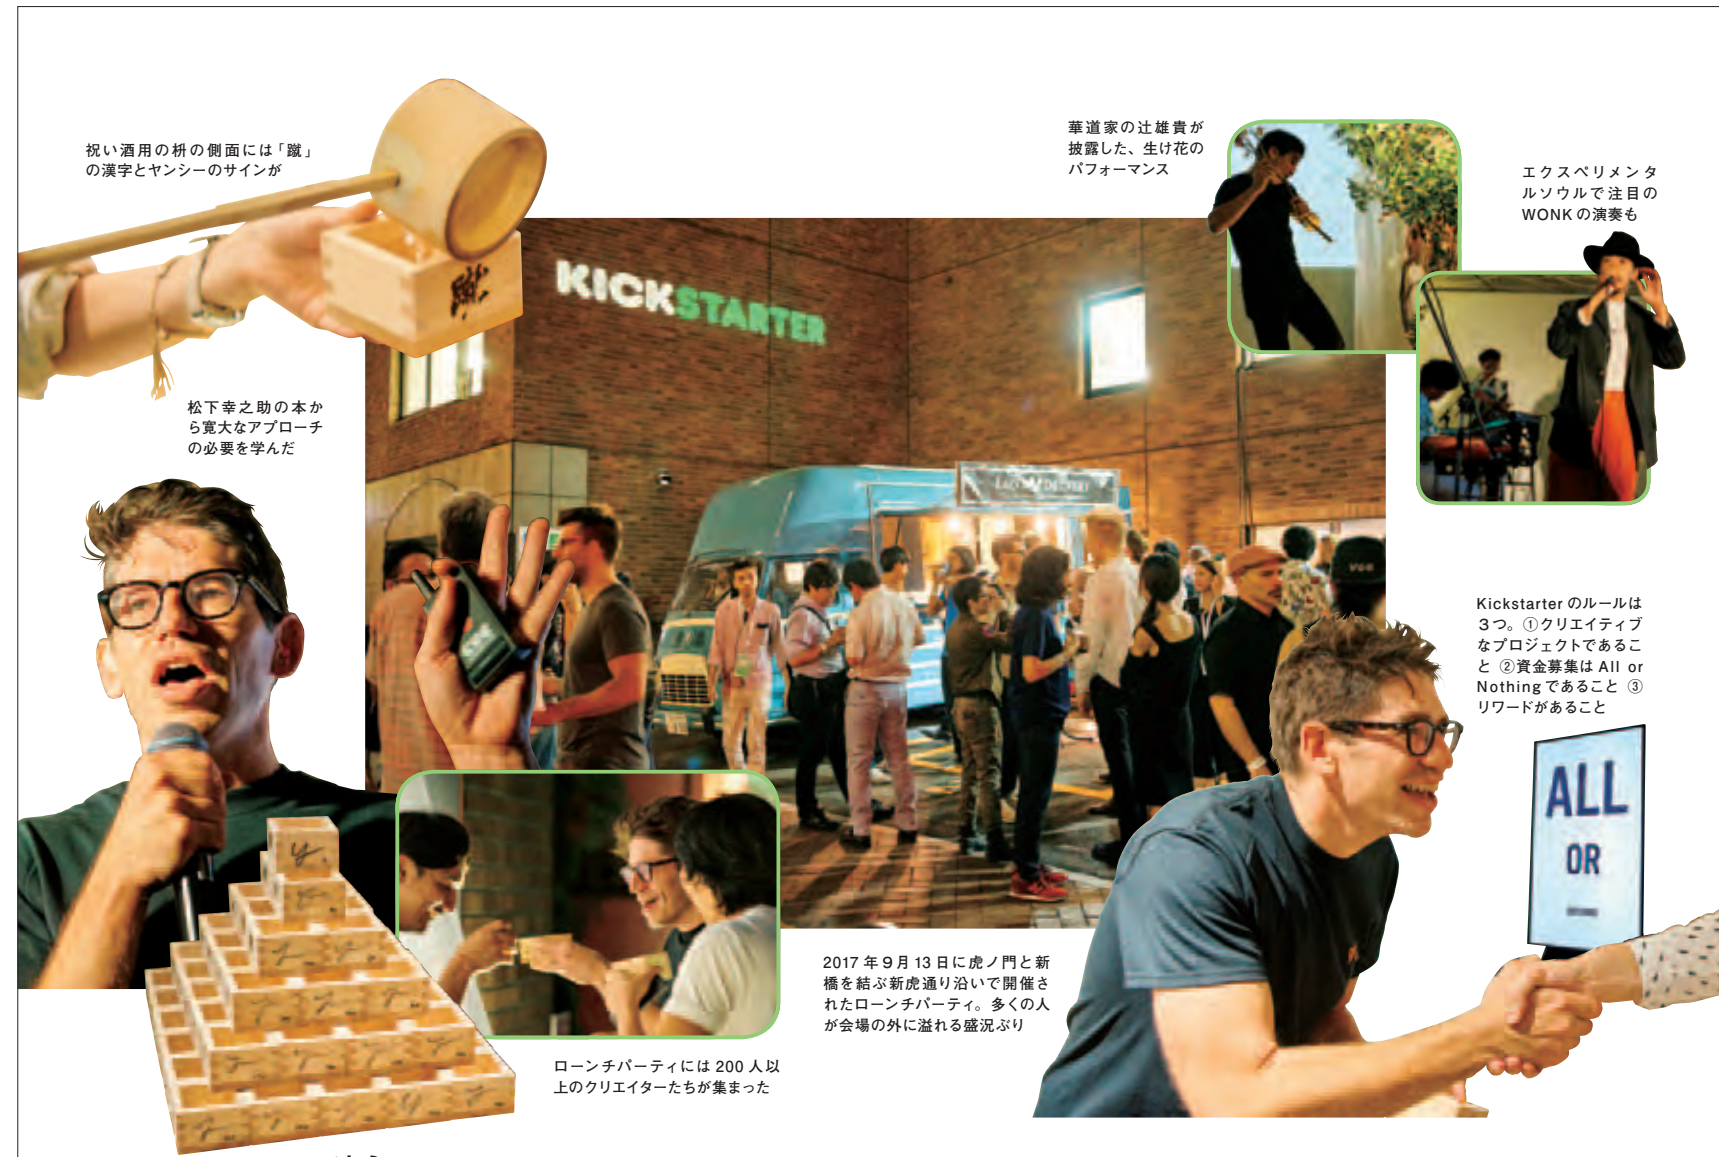 祝い酒用の枡の側面には「蹴」
の漢字とヤンシーのサインが
華道家の辻雄貴が
披露した、生け花の
パフォーマンス
エクスペリメンタ
ルソウルで注目の
WONKの演奏も
蹴
KICKSTARTER
松下幸之助の本か
ら寛大なアプローチ
の必要を学んだ
Kickstarterのルールは
3つ。①クリエイティブ
なプロジェクトであるこ
と ②資金募集は All or
Nothingであること ③
リワードがあること
ALL
OR
NOTHING
2017年9月13日に虎ノ門と新
橋を結ぶ新虎通り沿いで開催さ
れたローンチパーティ。多くの人
が会場の外に溢れる盛況ぶり
ローンチパーティには 200 人以
上のクリエイターたちが集まった